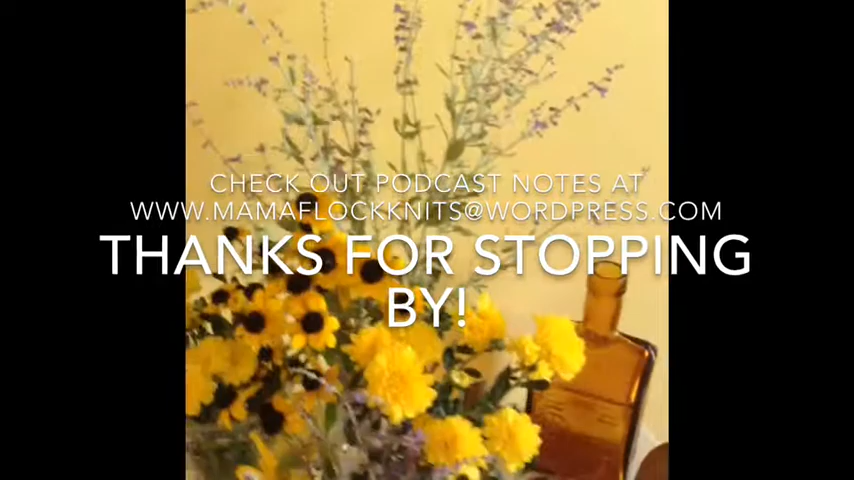 CHECK OUT PODCAST NOTES AT
WWW.MAMAFLOCKKNITS@WORDPRESS.COM
THANKS FOR STOPPING
BY!